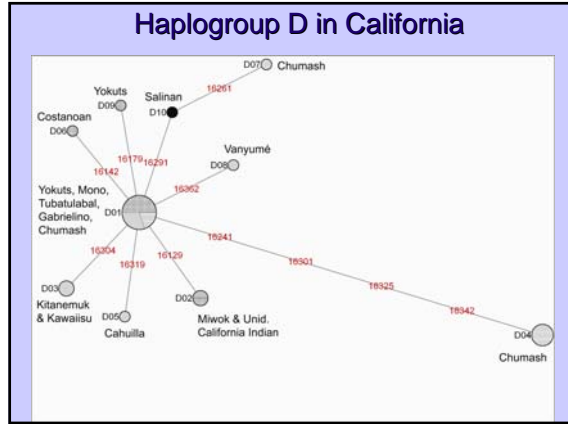 Haplogroup D in California
D07
Chumash
16261
Yokuts
D09
Salinan
D10
Costanoan
D06
16179
16291
16142
Vanyumé
D08
16362
Yokuts, Mono,
Tubatulabal,
Gabrielino,
Chumash
D01
16241
16304
16319
16129
16301
16325
16342
D03
Kitanemuk
& Kawaiisu
D05
Cahuilla
D02
Miwok & Unid.
California Indian
D04
Chumash